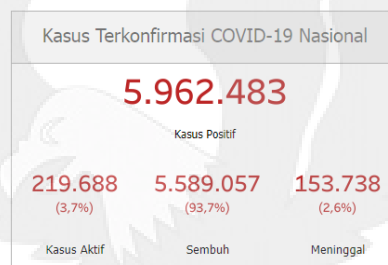 Kasus Terkonfirmasi COVID-19 Nasional
5.962.483
Kasus Positif
219.688 5.589.057 153.738
(3,7%) (93,7%) (2,6%)
Kasus Aktif Sembuh Meninggal